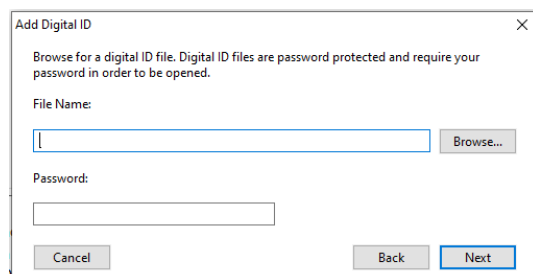 Add Digital ID
Browse for a digital ID file. Digital ID files are password protected and require your
password in order to be opened.
File Name:
Browse...
Password:
Cancel
Back
Next